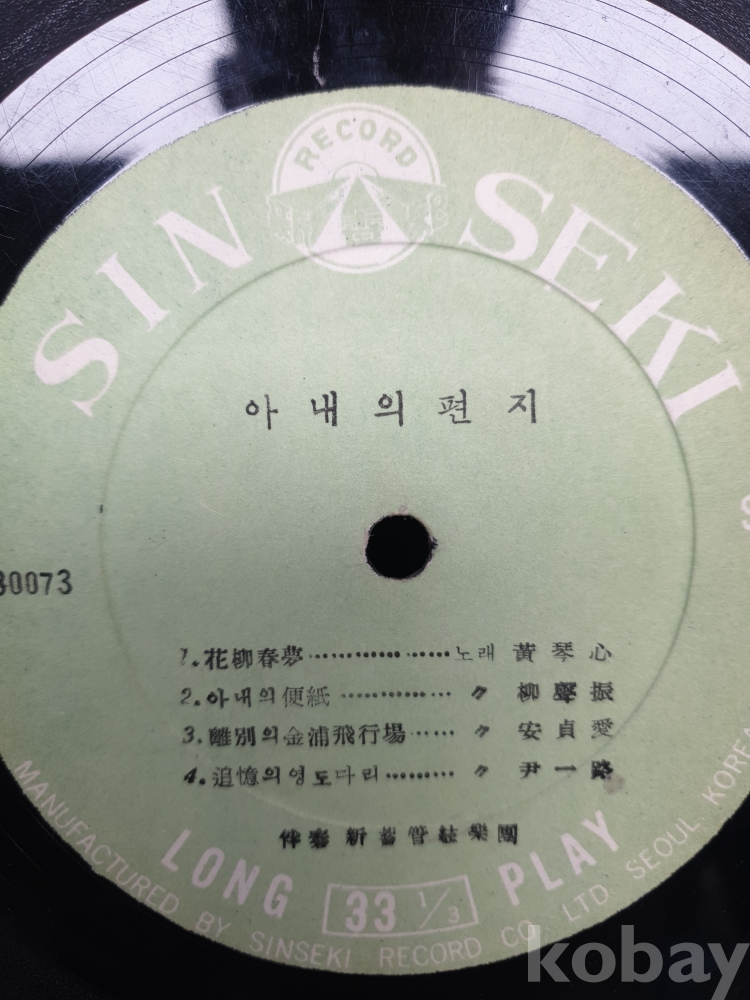 RECORD
SIN SEKI
아내의편지
30073
1. 花柳春夢 노래 黃琴心
2. 아내의便紙 〃 柳聲振
3. 離別의金浦飛行場 〃 安貞愛
4. 追憶의영도다리 〃 尹一路
伴奏 新蓄管絃樂團
LONG 33 1/3 PLAY
MANUFACTURED BY SINSEKI RECORD CO. LTD SEOUL KOREA
kobay